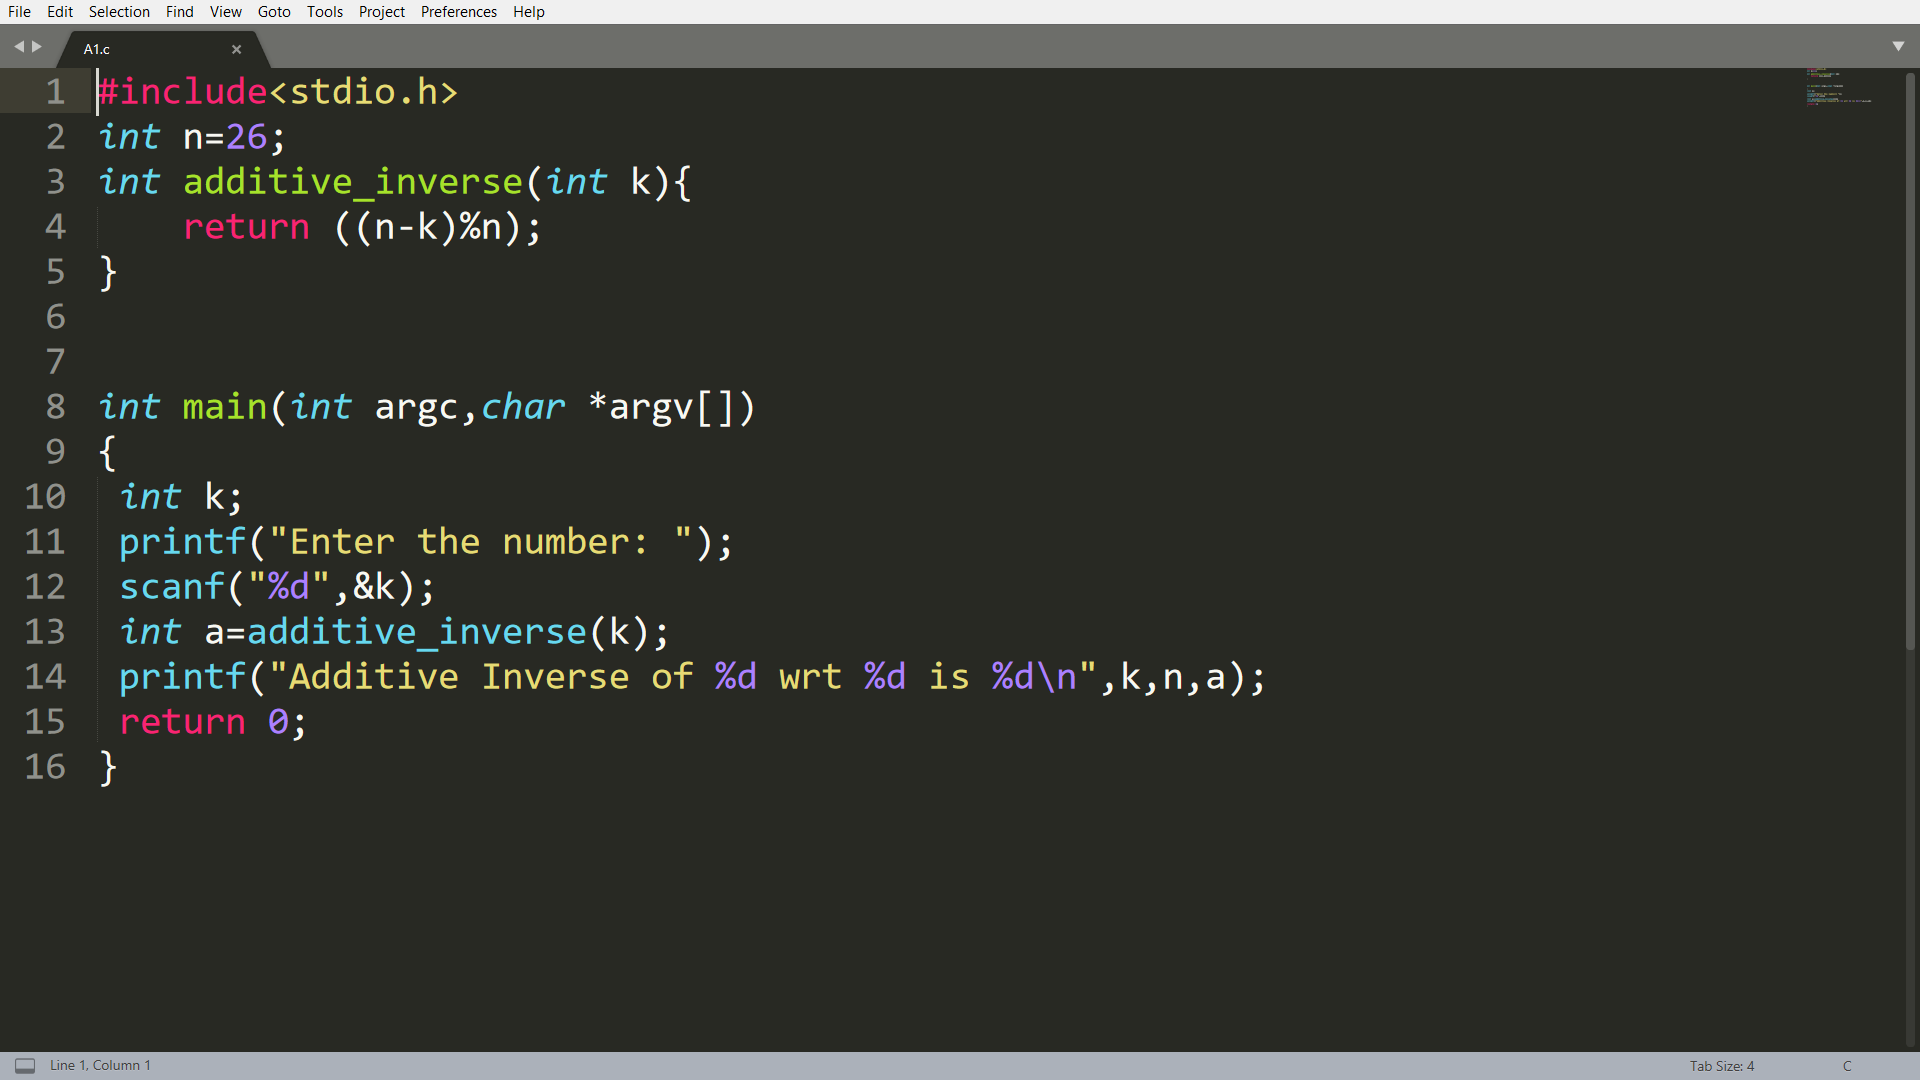 File Edit Selection Find View Goto Tools Project Preferences Help
A1.c ×
1 #include<stdio.h>
2 int n=26;
3 int additive_inverse(int k){
4     return ((n-k)%n);
5 }
6
7
8 int main(int argc,char *argv[])
9 {
10  int k;
11  printf("Enter the number: ");
12  scanf("%d",&k);
13  int a=additive_inverse(k);
14  printf("Additive Inverse of %d wrt %d is %d\n",k,n,a);
15  return 0;
16 }
Line 1, Column 1 Tab Size: 4 C